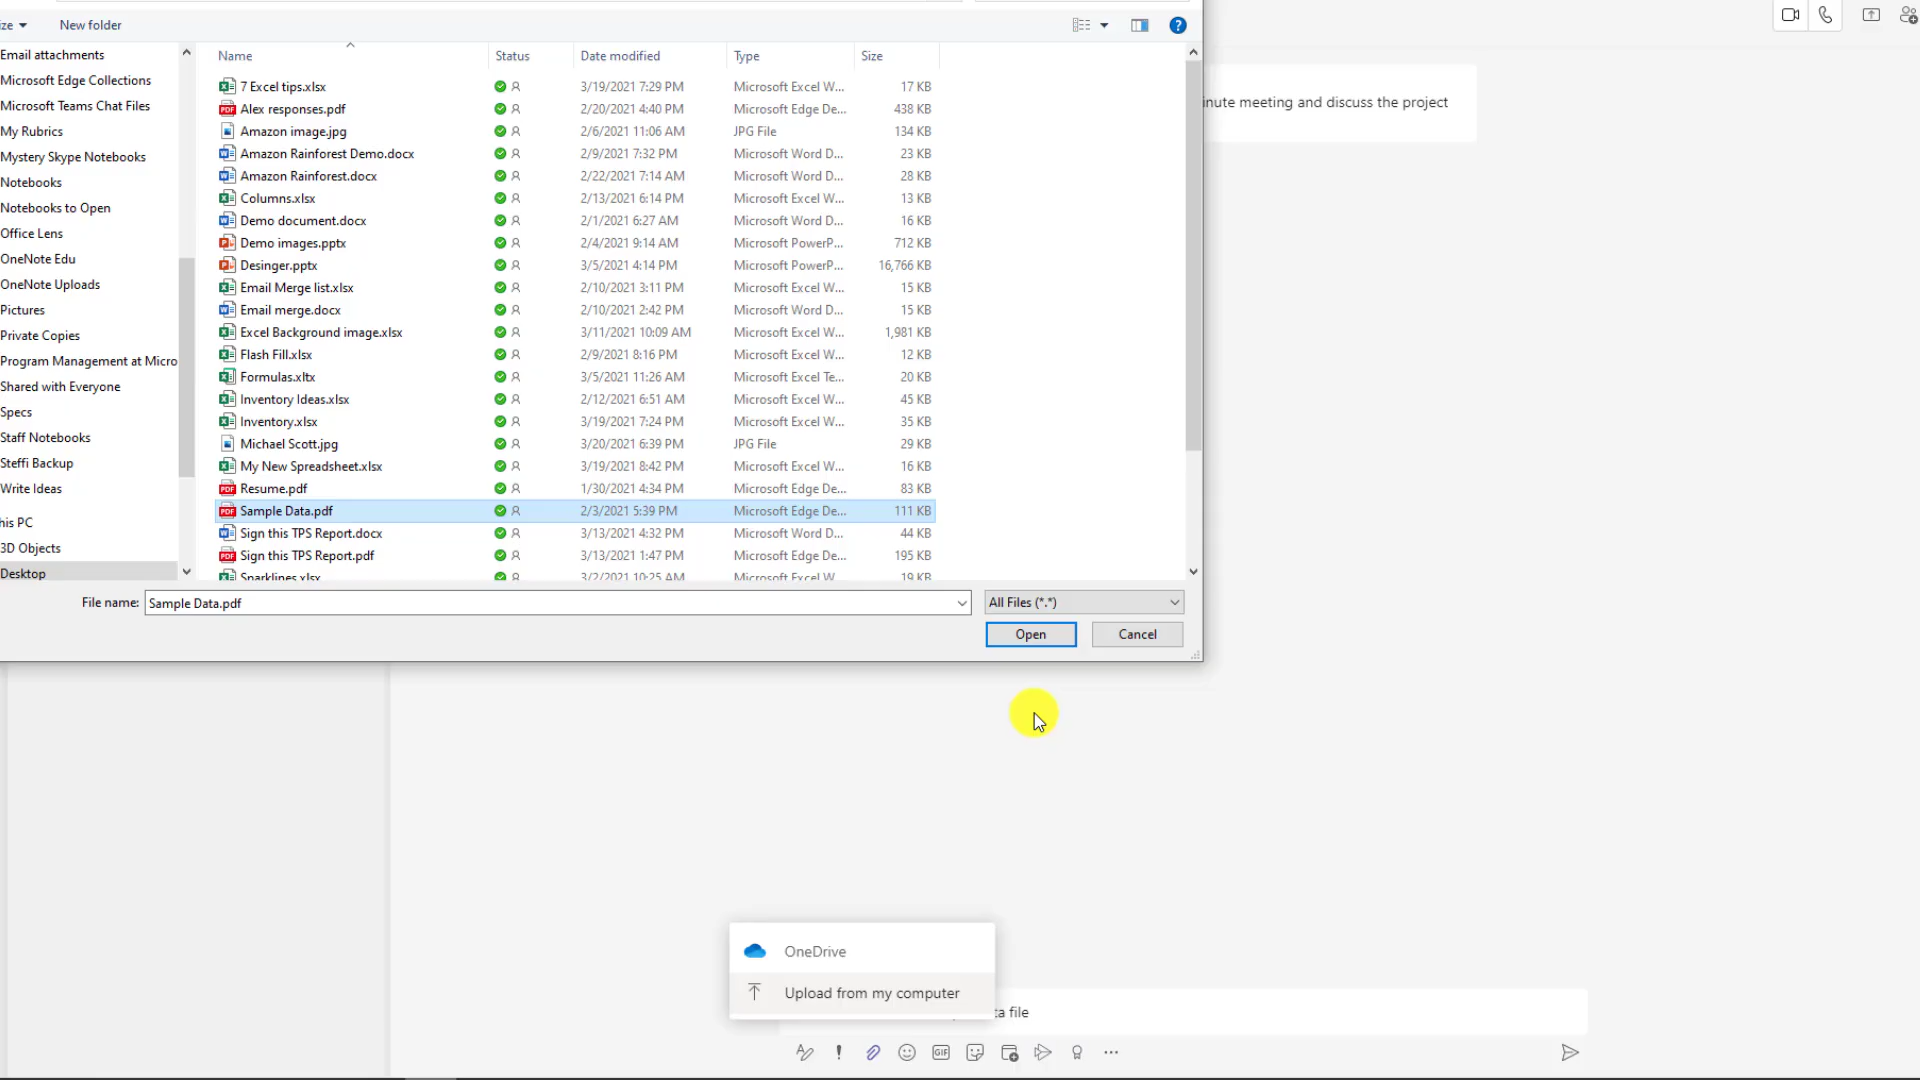 ze New folder
Email attachments
Microsoft Edge Collections
Microsoft Teams Chat Files
My Rubrics
Mystery Skype Notebooks
Notebooks
Notebooks to Open
Office Lens
OneNote Edu
OneNote Uploads
Pictures
Private Copies
Program Management at Micro
Shared with Everyone
Specs
Staff Notebooks
Steffi Backup
Write Ideas
his PC
3D Objects
Desktop
Name Status Date modified Type Size
7 Excel tips.xlsx 3/19/2021 7:29 PM Microsoft Excel W... 17 KB
Alex responses.pdf 2/20/2021 4:40 PM Microsoft Edge De... 438 KB
Amazon image.jpg 2/6/2021 11:06 AM JPG File 134 KB
Amazon Rainforest Demo.docx 2/9/2021 7:32 PM Microsoft Word D... 23 KB
Amazon Rainforest.docx 2/22/2021 7:14 AM Microsoft Word D... 28 KB
Columns.xlsx 2/13/2021 6:14 PM Microsoft Excel W... 13 KB
Demo document.docx 2/1/2021 6:27 AM Microsoft Word D... 16 KB
Demo images.pptx 2/4/2021 9:14 AM Microsoft PowerP... 712 KB
Desinger.pptx 3/5/2021 4:14 PM Microsoft PowerP... 16,766 KB
Email Merge list.xlsx 2/10/2021 3:11 PM Microsoft Excel W... 15 KB
Email merge.docx 2/10/2021 2:42 PM Microsoft Word D... 15 KB
Excel Background image.xlsx 3/11/2021 10:09 AM Microsoft Excel W... 1,981 KB
Flash Fill.xlsx 2/9/2021 8:16 PM Microsoft Excel W... 12 KB
Formulas.xltx 3/5/2021 11:26 AM Microsoft Excel Te... 20 KB
Inventory Ideas.xlsx 2/12/2021 6:51 AM Microsoft Excel W... 45 KB
Inventory.xlsx 3/19/2021 7:24 PM Microsoft Excel W... 35 KB
Michael Scott.jpg 3/20/2021 6:39 PM JPG File 29 KB
My New Spreadsheet.xlsx 3/19/2021 8:42 PM Microsoft Excel W... 16 KB
Resume.pdf 1/30/2021 4:34 PM Microsoft Edge De... 83 KB
Sample Data.pdf 2/3/2021 5:39 PM Microsoft Edge De... 111 KB
Sign this TPS Report.docx 3/13/2021 4:32 PM Microsoft Word D... 44 KB
Sign this TPS Report.pdf 3/13/2021 1:47 PM Microsoft Edge De... 195 KB
Sparklines.xlsx 3/2/2021 10:25 AM Microsoft Excel W... 19 KB
File name: Sample Data.pdf All Files (*.*)
Open Cancel
inute meeting and discuss the project
OneDrive
Upload from my computer
ta file
GIF